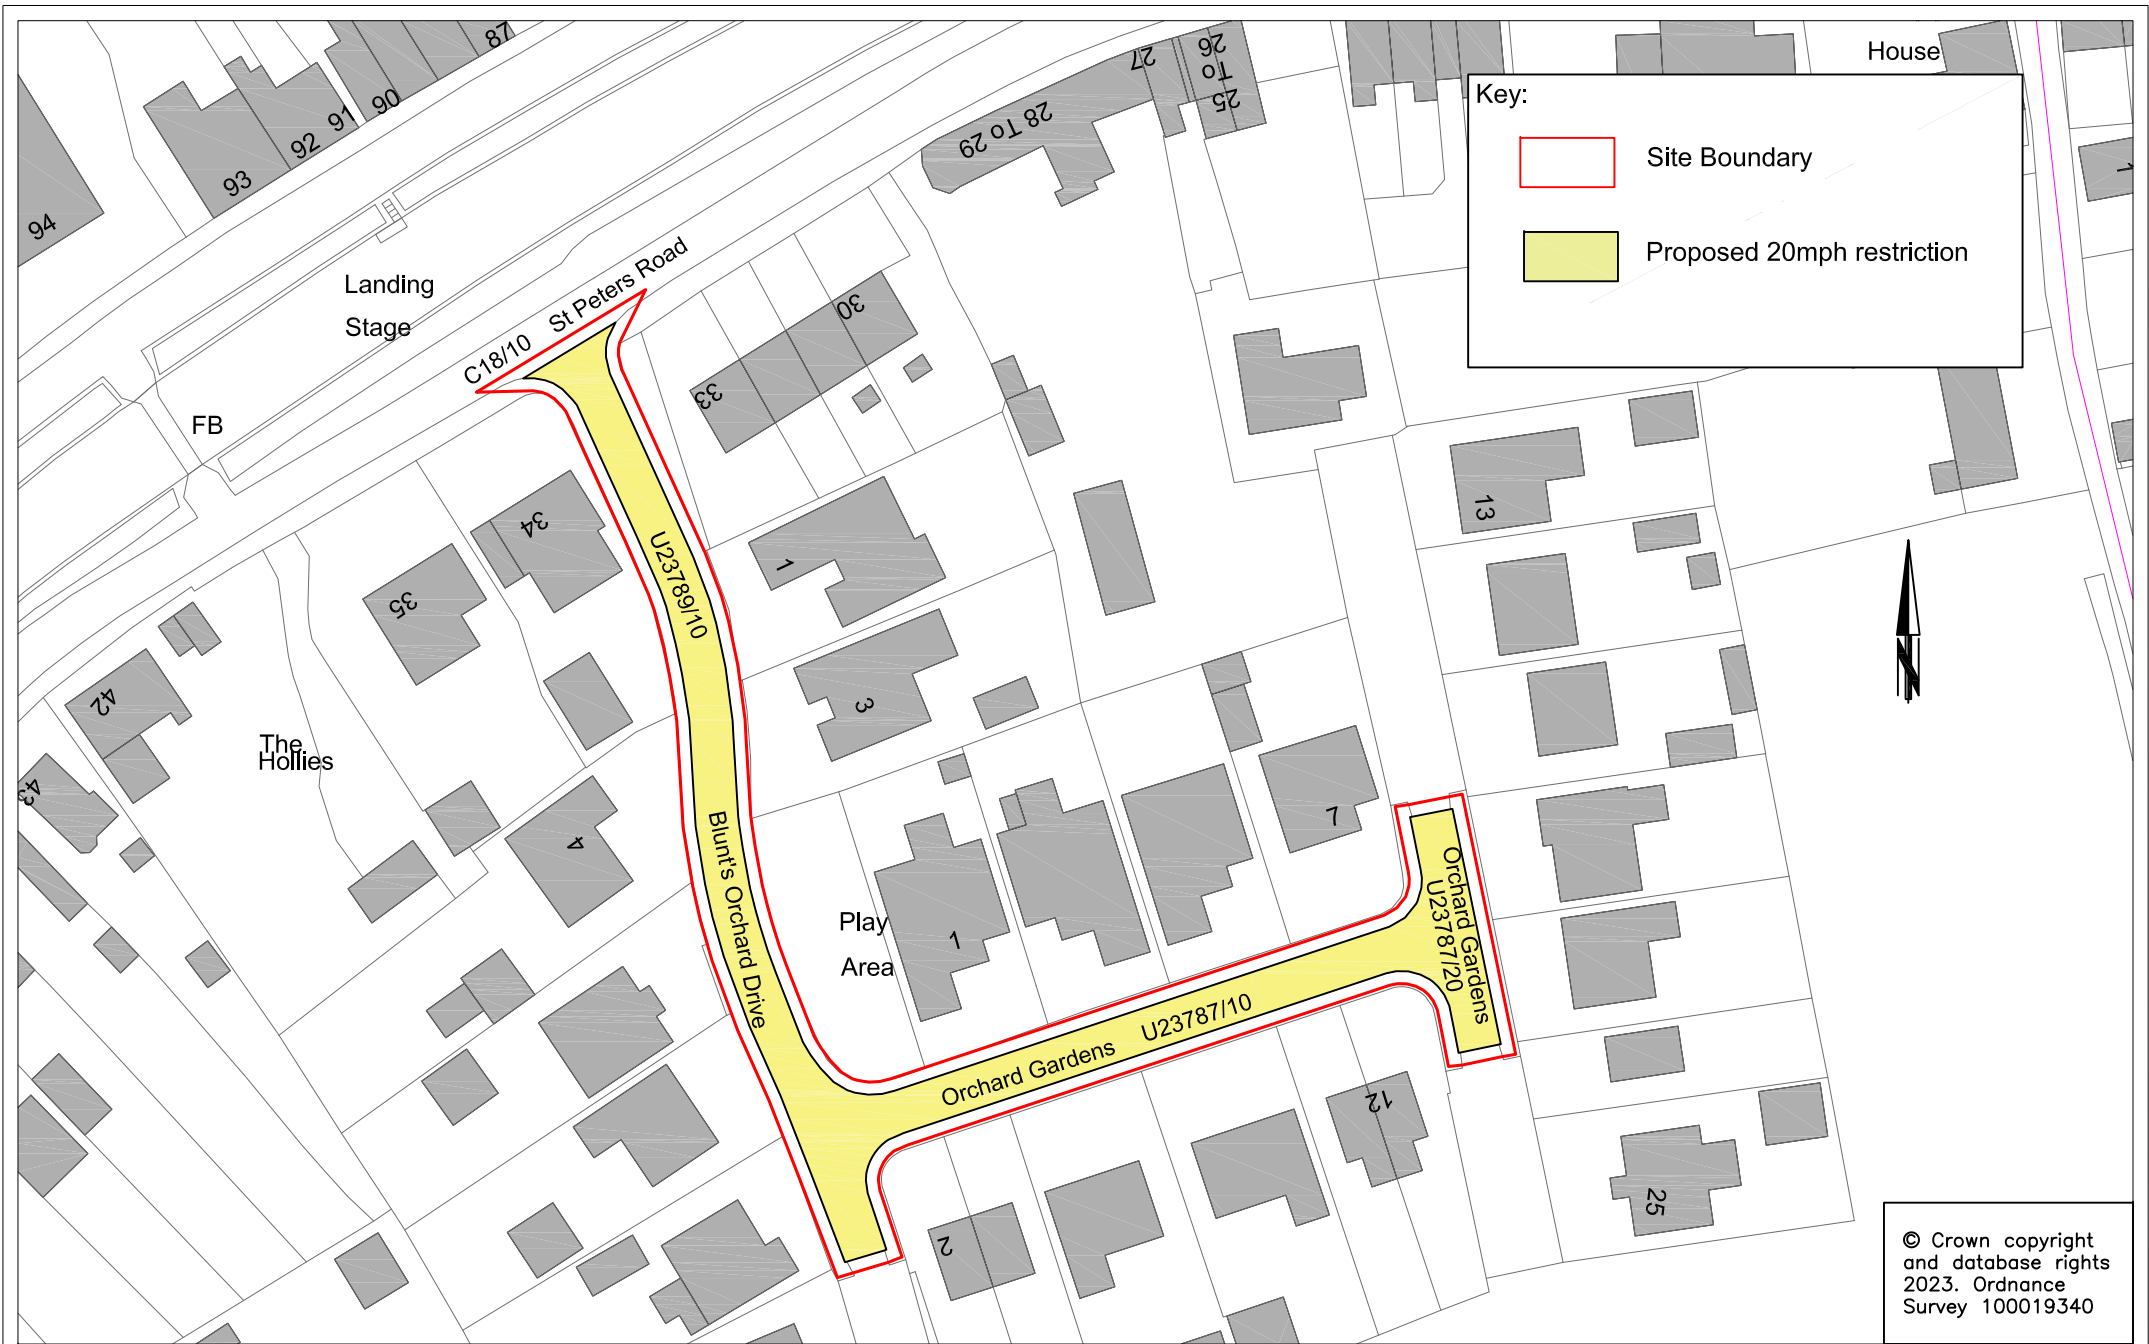 87
90
91
92
93
94
27
26
To
25
28 To 29
House
Key:
Site Boundary
Proposed 20mph restriction
1
Landing
Stage
C18/10 St Peters Road
FB
30
33
34
35
42
43
The
Hollies
U23789/10
1
3
4
Blunt's Orchard Drive
Play
Area
1
7
13
N
Orchard Gardens
U23787/20
Orchard Gardens U23787/10
12
2
25
© Crown copyright
and database rights
2023. Ordnance
Survey 100019340